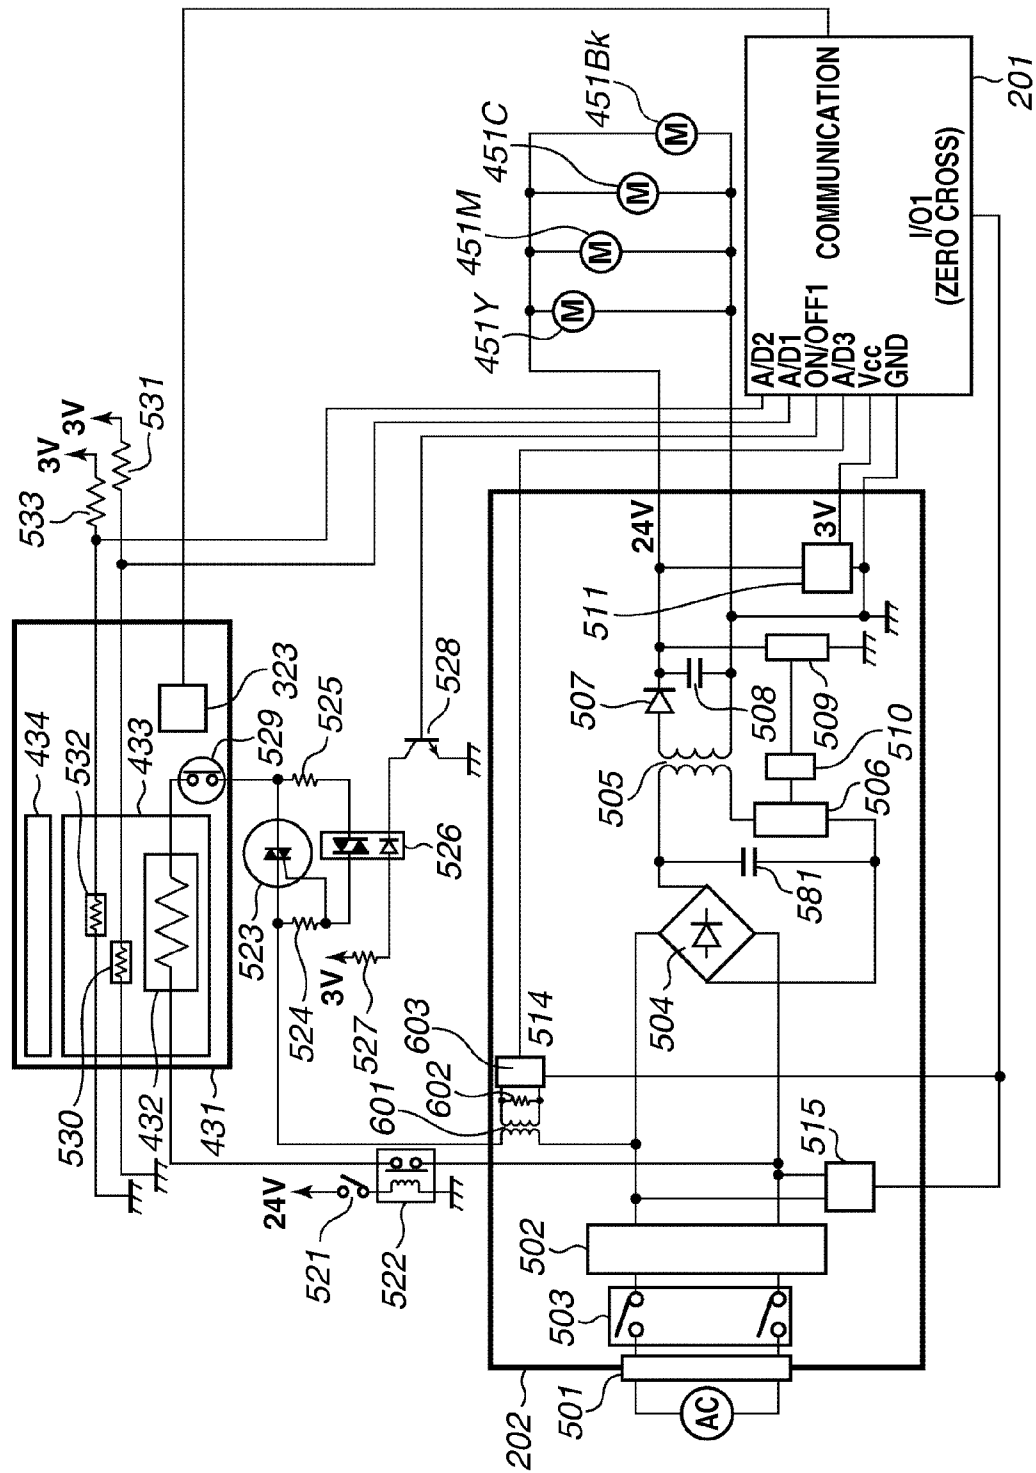 451Bk
451C
451M
451Y
M
M
M
M
COMMUNICATION
I/O1
(ZERO CROSS)
A/D2
A/D1
ON/OFF1
A/D3
Vcc
GND
201
3V
3V
531
533
434
532
433
323
529
525
528
526
523
524
3V
527
530
432
431
24V
521
522
601
602
603
514
24V
3V
511
507
508
509
510
505
506
581
504
515
502
503
501
202
AC